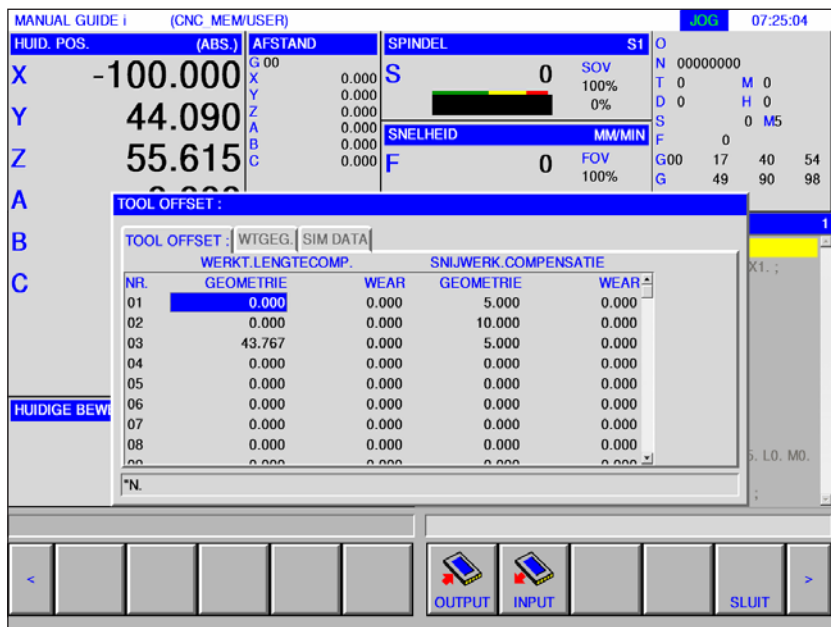 MANUAL GUIDE i (CNC_MEM/USER) JOG 07:25:04
HUID. POS. (ABS.) AFSTAND SPINDEL S1 O
G 00 N 00000000
X -100.000 X 0.000 S 0 SOV 100% 0% T 0 M 0
Y 44.090 Y 0.000 D 0 H 0
Z 0.000 S 0 M5
A 0.000 SNELHEID MM/MIN F 0
Z 55.615 B 0.000 F 0 FOV 100% G00 17 40 54
C 0.000 G 49 90 98
A
B
C
TOOL OFFSET :
1
TOOL OFFSET : WTGEG. SIM DATA
X1. ;
WERKT.LENGTECOMP. SNIJWERK.COMPENSATIE
NR. GEOMETRIE WEAR GEOMETRIE WEAR
01 0.000 0.000 5.000 0.000
02 0.000 0.000 10.000 0.000
03 43.767 0.000 5.000 0.000
04 0.000 0.000 0.000 0.000
05 0.000 0.000 0.000 0.000
06 0.000 0.000 0.000 0.000
07 0.000 0.000 0.000 0.000
08 0.000 0.000 0.000 0.000
HUIDIGE BEWE
5. L0. M0.
*N.
;
< OUTPUT INPUT SLUIT >